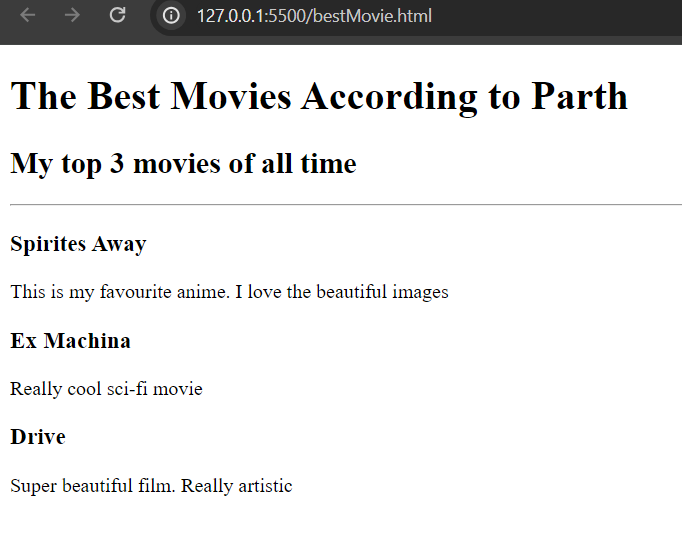 127.0.0.1:5500/bestMovie.html
The Best Movies According to Parth
My top 3 movies of all time
Spirites Away
This is my favourite anime. I love the beautiful images
Ex Machina
Really cool sci-fi movie
Drive
Super beautiful film. Really artistic